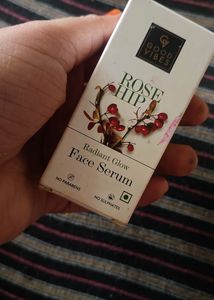 GOOD
VIBES
ROSE
HIP
Radiant Glow
Face Serum
NO PARABENS
NO SULPHATES